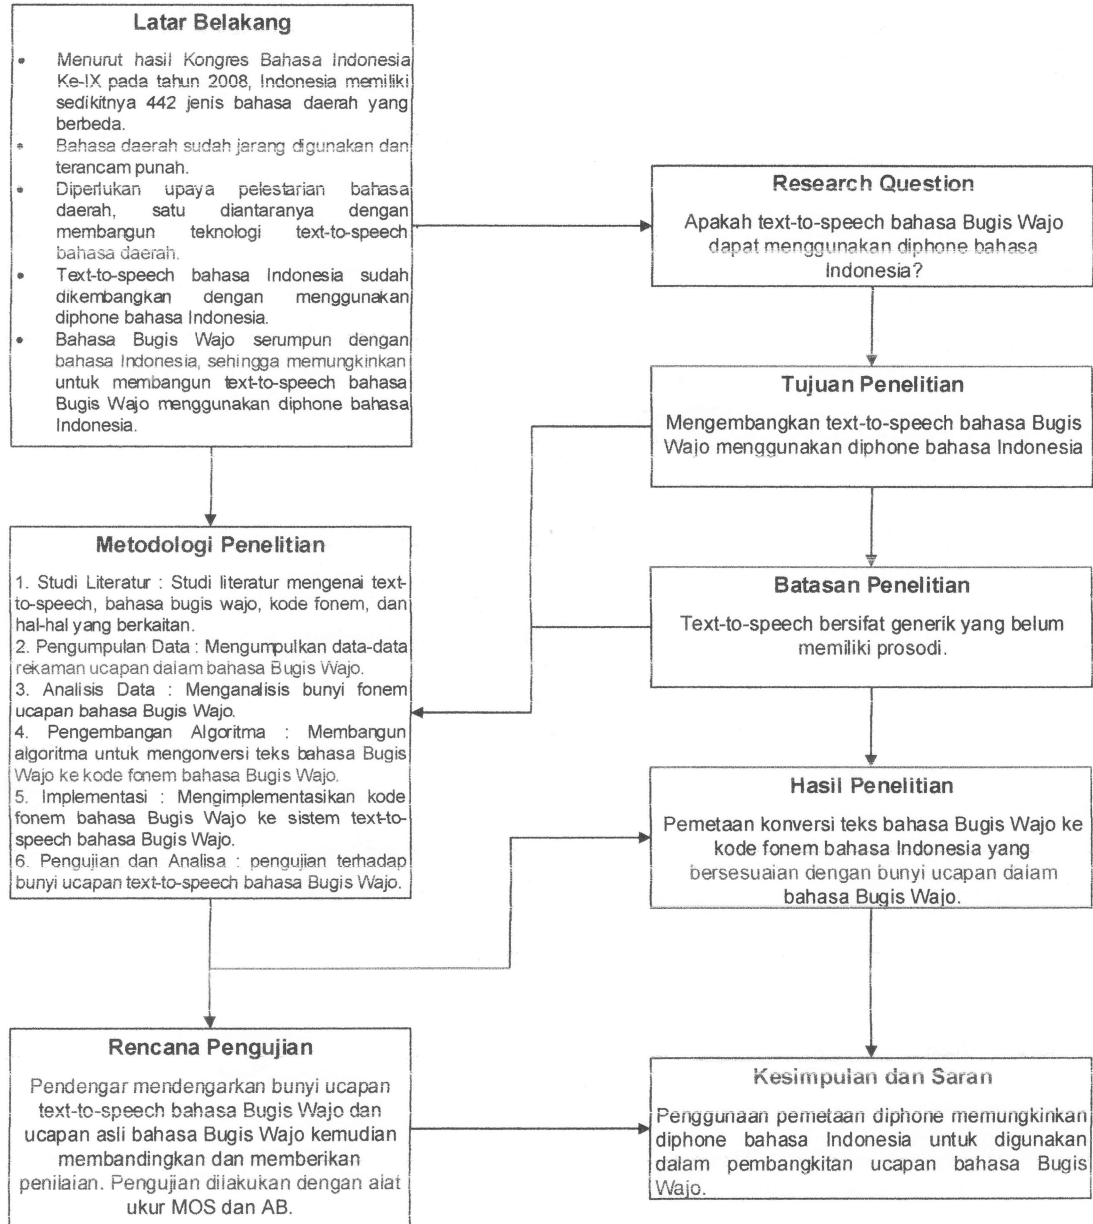 Latar Belakang
• Menurut hasil Kongres Bahasa Indonesia
Ke-IX pada tahun 2008, Indonesia memiliki
sedikitnya 442 jenis bahasa daerah yang
berbeda.
• Bahasa daerah sudah jarang digunakan dan
terancam punah.
• Diperlukan upaya pelestarian bahasa
daerah, satu diantaranya dengan
membangun teknologi text-to-speech
bahasa daerah.
• Text-to-speech bahasa Indonesia sudah
dikembangkan dengan menggunakan
diphone bahasa Indonesia.
• Bahasa Bugis Wajo serumpun dengan
bahasa Indonesia, sehingga memungkinkan
untuk membangun text-to-speech bahasa
Bugis Wajo menggunakan diphone bahasa
Indonesia.
Research Question
Apakah text-to-speech bahasa Bugis Wajo
dapat menggunakan diphone bahasa
Indonesia?
Tujuan Penelitian
Mengembangkan text-to-speech bahasa Bugis
Wajo menggunakan diphone bahasa Indonesia
Metodologi Penelitian
1. Studi Literatur : Studi literatur mengenai text-
to-speech, bahasa bugis wajo, kode fonem, dan
hal-hal yang berkaitan.
2. Pengumpulan Data : Mengumpulkan data-data
rekaman ucapan dalam bahasa Bugis Wajo.
3. Analisis Data : Menganalisis bunyi fonem
ucapan bahasa Bugis Wajo.
4. Pengembangan Algoritma : Membangun
algoritma untuk mengonversi teks bahasa Bugis
Wajo ke kode fonem bahasa Bugis Wajo.
5. Implementasi : Mengimplementasikan kode
fonem bahasa Bugis Wajo ke sistem text-to-
speech bahasa Bugis Wajo.
6. Pengujian dan Analisa : pengujian terhadap
bunyi ucapan text-to-speech bahasa Bugis Wajo.
Batasan Penelitian
Text-to-speech bersifat generik yang belum
memiliki prosodi.
Hasil Penelitian
Pemetaan konversi teks bahasa Bugis Wajo ke
kode fonem bahasa Indonesia yang
bersesuaian dengan bunyi ucapan dalam
bahasa Bugis Wajo.
Rencana Pengujian
Pendengar mendengarkan bunyi ucapan
text-to-speech bahasa Bugis Wajo dan
ucapan asli bahasa Bugis Wajo kemudian
membandingkan dan memberikan
penilaian. Pengujian dilakukan dengan alat
ukur MOS dan AB.
Kesimpulan dan Saran
Penggunaan pemetaan diphone memungkinkan
diphone bahasa Indonesia untuk digunakan
dalam pembangkitan ucapan bahasa Bugis
Wajo.